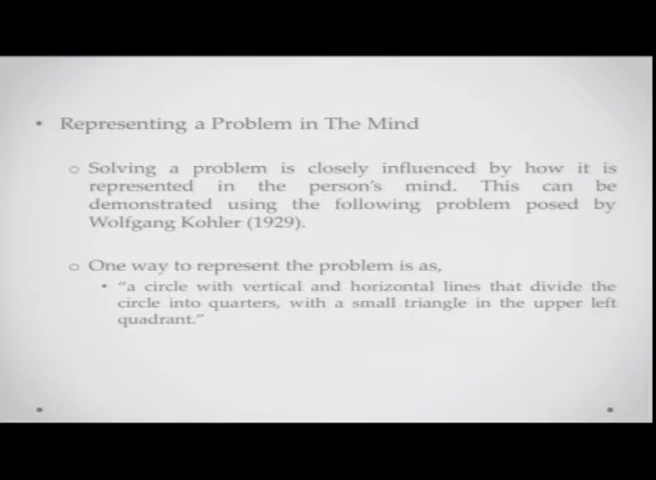 • Representing a Problem in The Mind
○ Solving a problem is closely influenced by how it is
represented in the person's mind. This can be
demonstrated using the following problem posed by
Wolfgang Kohler (1929).
○ One way to represent the problem is as,
• "a circle with vertical and horizontal lines that divide the
circle into quarters, with a small triangle in the upper left
quadrant."